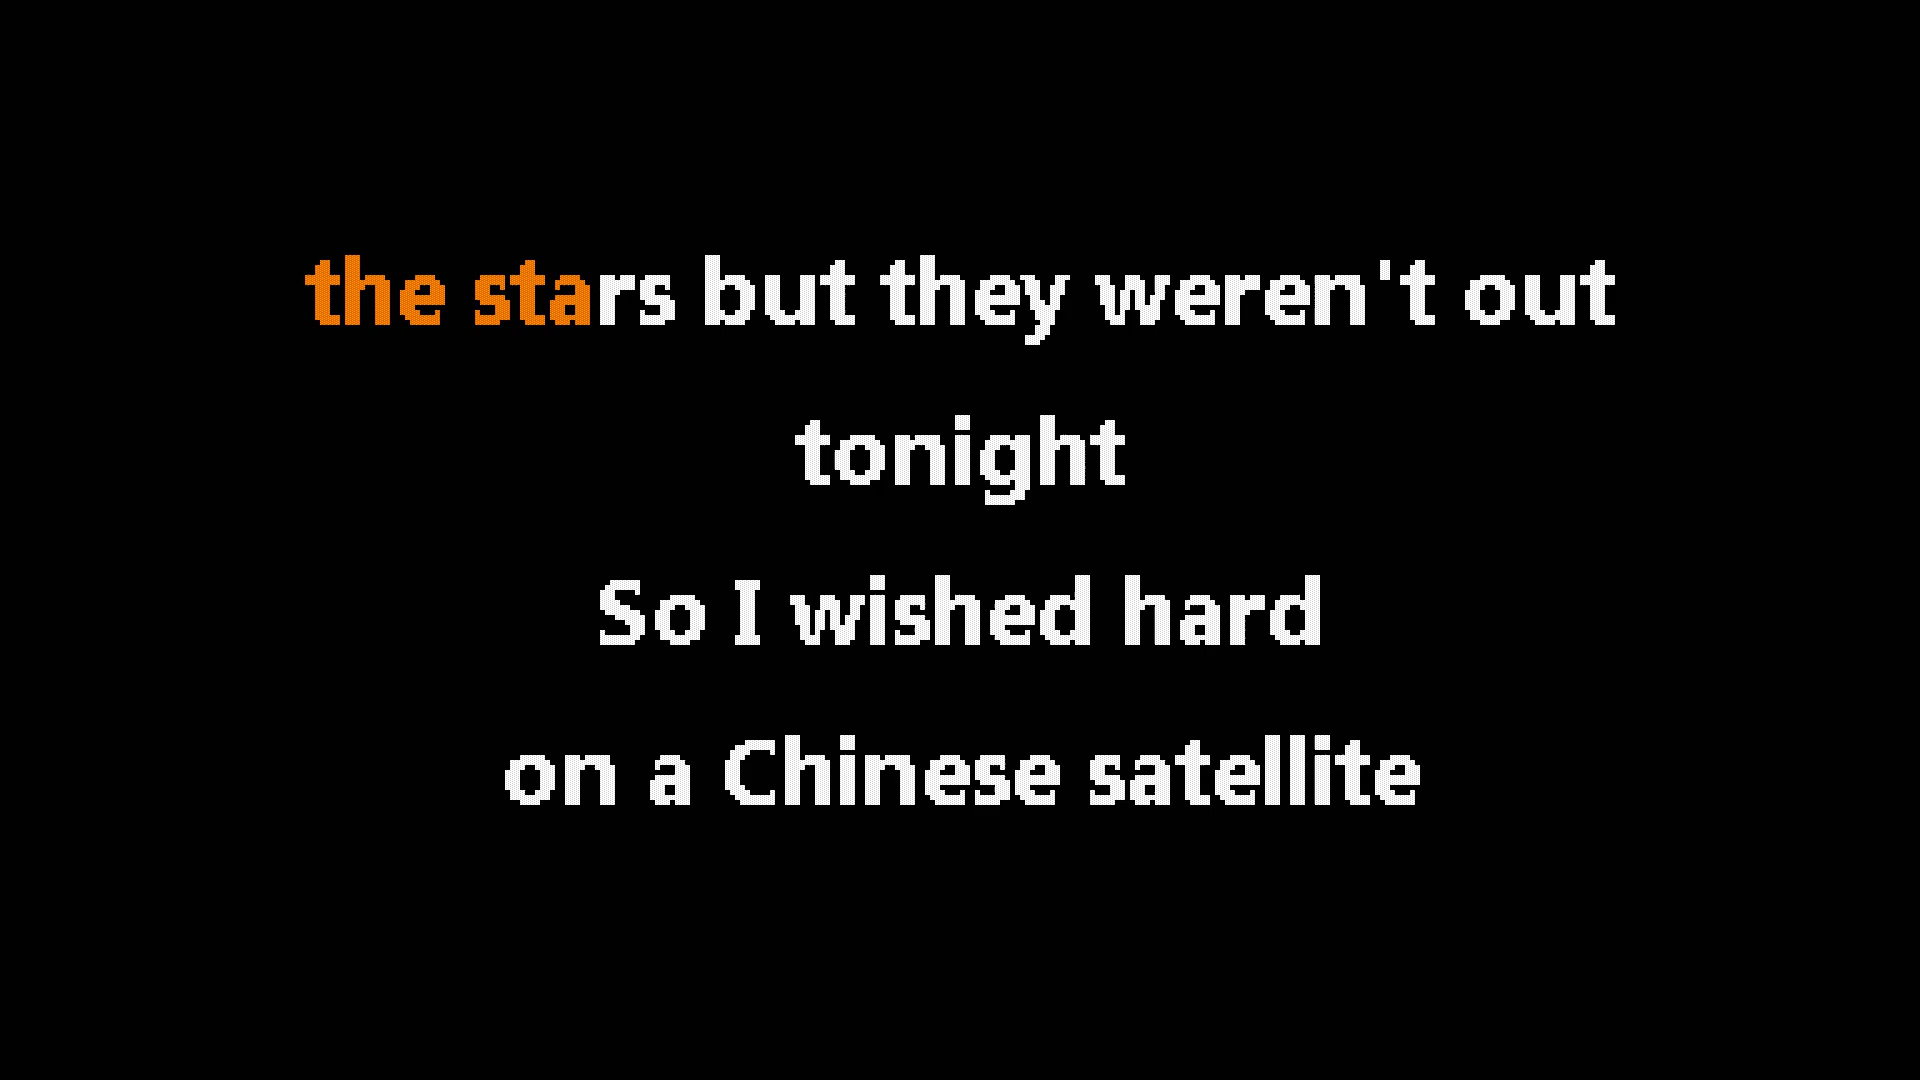 the stars but they weren't out
tonight
So I wished hard
on a Chinese satellite